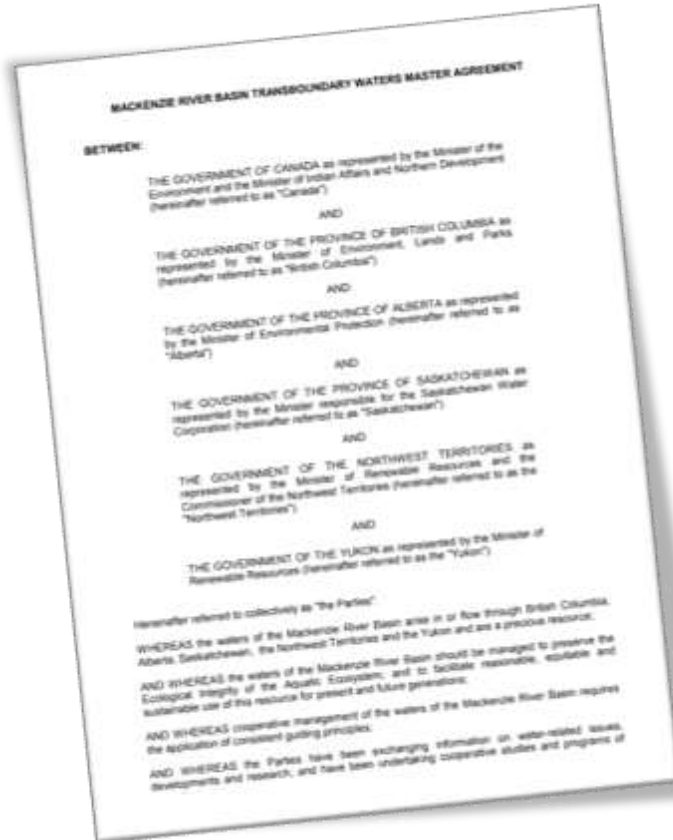 MACKENZIE RIVER BASIN TRANSBOUNDARY WATERS MASTER AGREEMENT
BETWEEN:
THE GOVERNMENT OF CANADA as represented by the Minister of the
Environment and the Minister of Indian Affairs and Northern Development
(hereinafter referred to as "Canada")
AND
THE GOVERNMENT OF THE PROVINCE OF BRITISH COLUMBIA as
represented by the Minister of Environment, Lands and Parks
(hereinafter referred to as "British Columbia")
AND
THE GOVERNMENT OF THE PROVINCE OF ALBERTA as represented
by the Minister of Environmental Protection (hereinafter referred to as
"Alberta")
AND
THE GOVERNMENT OF THE PROVINCE OF SASKATCHEWAN as
represented by the Minister responsible for the Saskatchewan Water
Corporation (hereinafter referred to as "Saskatchewan")
AND
THE GOVERNMENT OF THE NORTHWEST TERRITORIES as
represented by the Minister of Renewable Resources and the
Commissioner of the Northwest Territories (hereinafter referred to as the
"Northwest Territories")
AND
THE GOVERNMENT OF THE YUKON as represented by the Minister of
Renewable Resources (hereinafter referred to as the "Yukon")
Hereinafter referred to collectively as "the Parties"
WHEREAS the waters of the Mackenzie River Basin arise in or flow through British Columbia,
Alberta, Saskatchewan, the Northwest Territories and the Yukon and are a precious resource;
AND WHEREAS the waters of the Mackenzie River Basin should be managed to preserve the
Ecological Integrity of the Aquatic Ecosystem; and to facilitate reasonable, equitable and
sustainable use of this resource for present and future generations;
AND WHEREAS cooperative management of the waters of the Mackenzie River Basin requires
the application of consistent guiding principles;
AND WHEREAS the Parties have been exchanging information on water-related issues,
developments and research, and have been undertaking cooperative studies and programs of